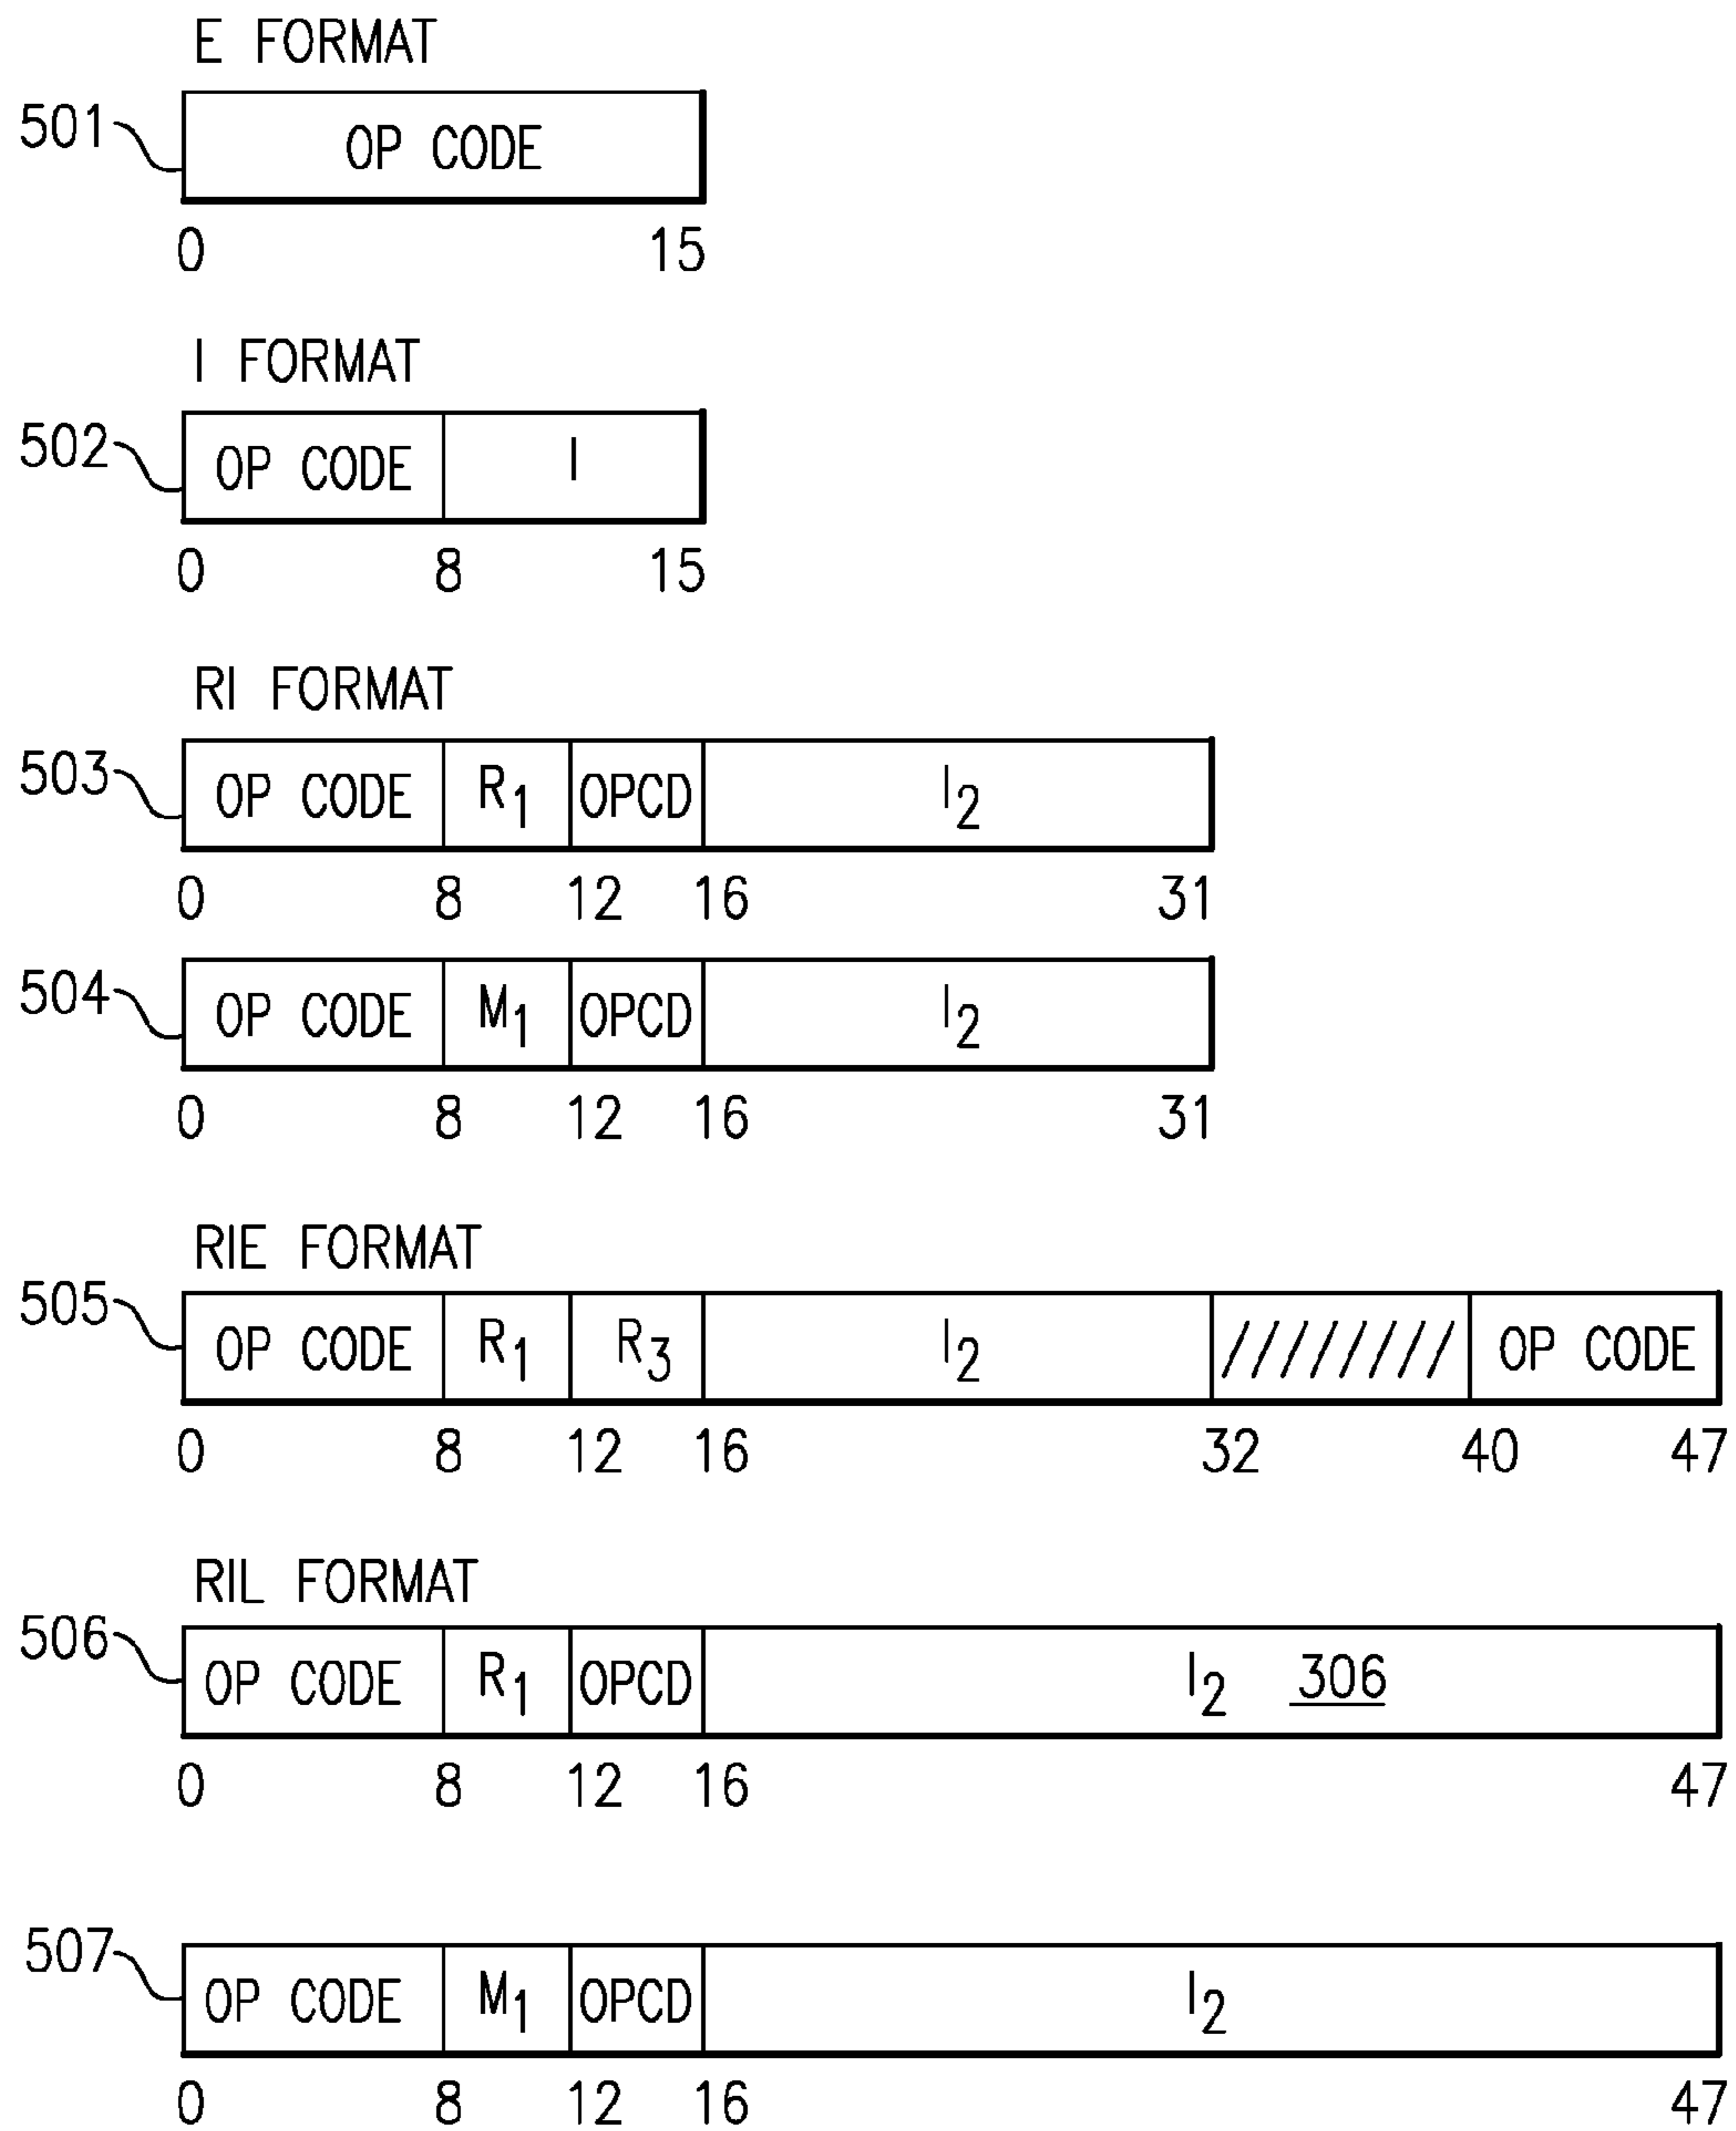 E FORMAT
501
OP CODE
0 15
I FORMAT
502
OP CODE I
0 8 15
RI FORMAT
503
OP CODE R1 OPCD I2
0 8 12 16 31
504
OP CODE M1 OPCD I2
0 8 12 16 31
RIE FORMAT
505
OP CODE R1 R3 I2 //////// OP CODE
0 8 12 16 32 40 47
RIL FORMAT
506
OP CODE R1 OPCD I2 306
0 8 12 16 47
507
OP CODE M1 OPCD I2
0 8 12 16 47